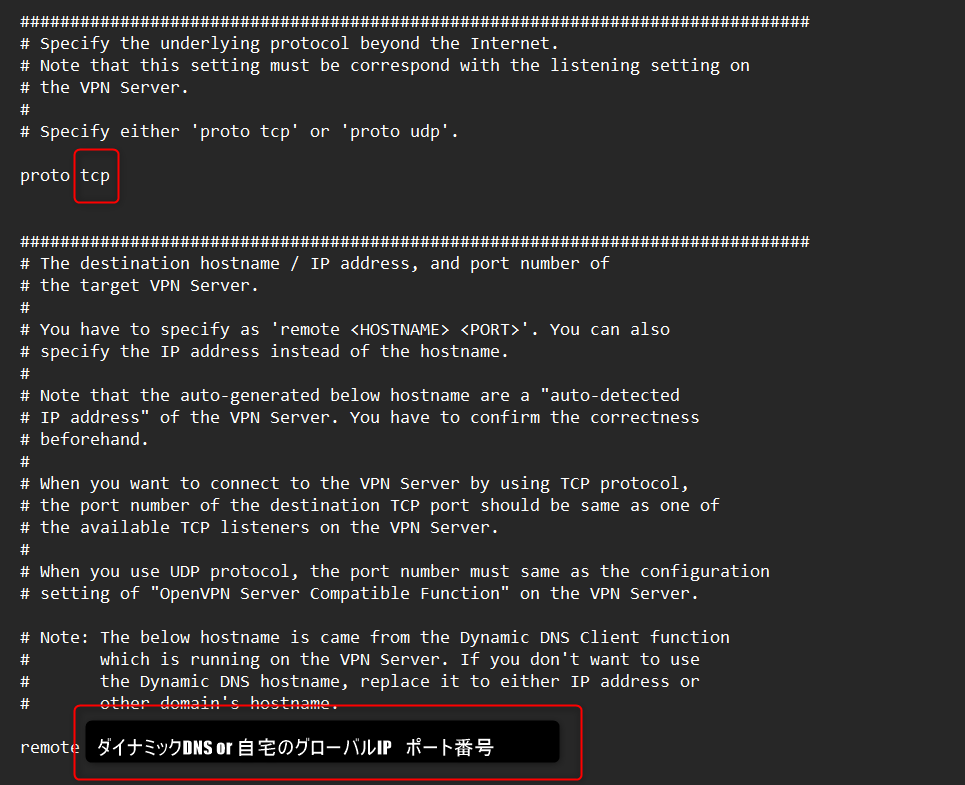 ###############################################################################
# Specify the underlying protocol beyond the Internet.
# Note that this setting must be correspond with the listening setting on
# the VPN Server.
#
# Specify either 'proto tcp' or 'proto udp'.
proto tcp
###############################################################################
# The destination hostname / IP address, and port number of
# the target VPN Server.
#
# You have to specify as 'remote <HOSTNAME> <PORT>'. You can also
# specify the IP address instead of the hostname.
#
# Note that the auto-generated below hostname are a "auto-detected
# IP address" of the VPN Server. You have to confirm the correctness
# beforehand.
#
# When you want to connect to the VPN Server by using TCP protocol,
# the port number of the destination TCP port should be same as one of
# the available TCP listeners on the VPN Server.
#
# When you use UDP protocol, the port number must same as the configuration
# setting of "OpenVPN Server Compatible Function" on the VPN Server.
# Note: The below hostname is came from the Dynamic DNS Client function
#       which is running on the VPN Server. If you don't want to use
#       the Dynamic DNS hostname, replace it to either IP address or
#       other domain's hostname.
remote ダイナミックDNS or 自宅のグローバルIP ポート番号